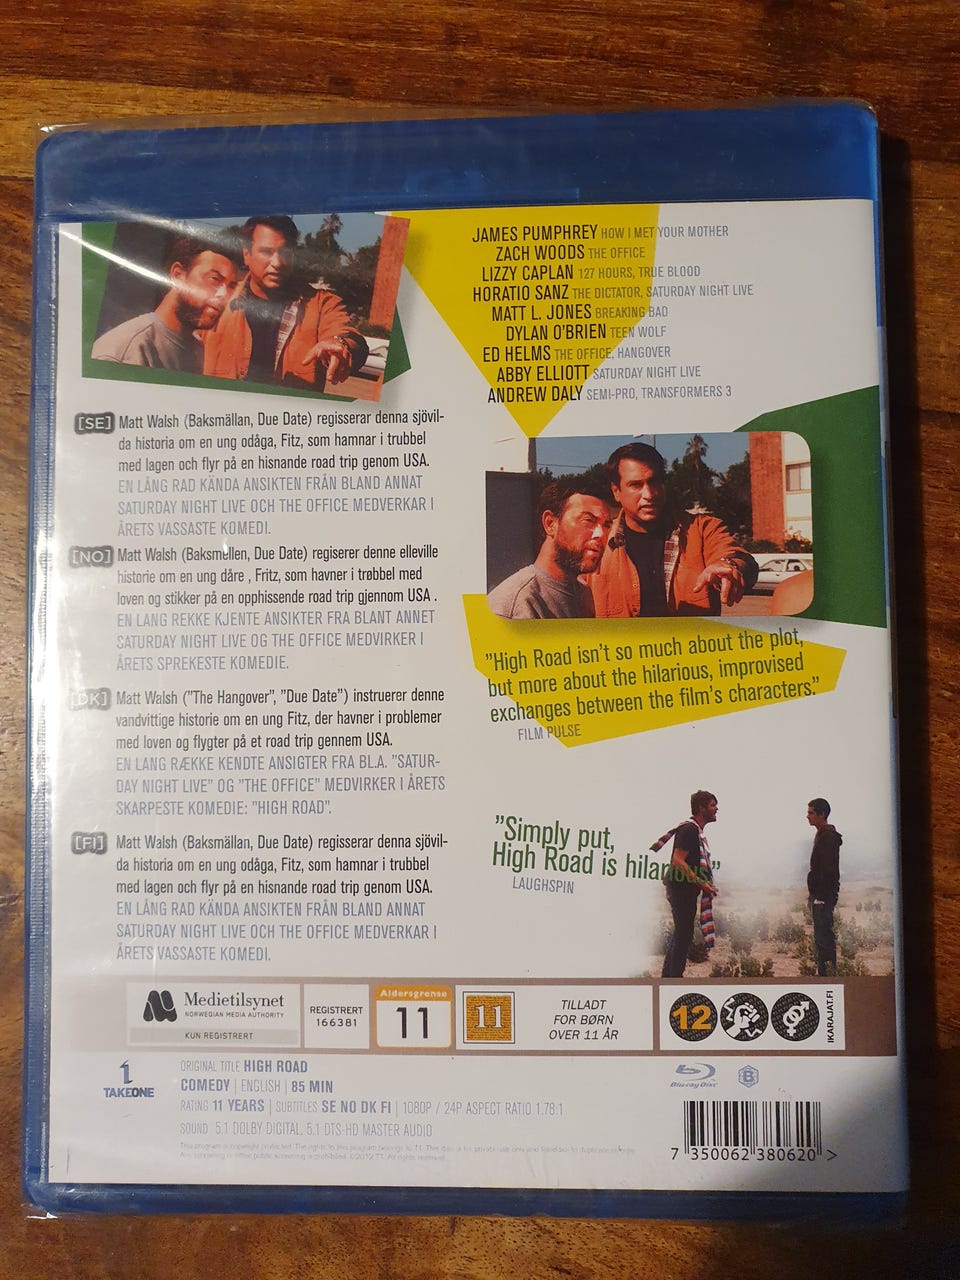 JAMES PUMPHREY HOW I MET YOUR MOTHER
ZACH WOODS THE OFFICE
LIZZY CAPLAN 127 HOURS, TRUE BLOOD
HORATIO SANZ THE DICTATOR, SATURDAY NIGHT LIVE
MATT L. JONES BREAKING BAD
DYLAN O'BRIEN TEEN WOLF
ED HELMS THE OFFICE, HANGOVER
ABBY ELLIOTT SATURDAY NIGHT LIVE
ANDREW DALY SEMI-PRO, TRANSFORMERS 3
[SE] Matt Walsh (Baksmällan, Due Date) regisserar denna sjövil-
da historia om en ung odåga, Fitz, som hamnar i trubbel
med lagen och flyr på en hisnande road trip genom USA.
EN LÅNG RAD KÄNDA ANSIKTEN FRÅN BLAND ANNAT
SATURDAY NIGHT LIVE OCH THE OFFICE MEDVERKAR I
ÅRETS VASSASTE KOMEDI.
[NO] Matt Walsh (Baksmellen, Due Date) regiserer denne elleville
historie om en ung dåre , Fritz, som havner i trøbbel med
loven og stikker på en opphissende road trip gjennom USA .
EN LANG REKKE KJENTE ANSIKTER FRA BLANT ANNET
SATURDAY NIGHT LIVE OG THE OFFICE MEDVIRKER I
ÅRETS SPREKESTE KOMEDIE.
[DK] Matt Walsh ("The Hangover", "Due Date") instruerer denne
vandvittige historie om en ung Fitz, der havner i problemer
med loven og flygter på et road trip gennem USA.
EN LANG RÆKKE KENDTE ANSIGTER FRA BL.A. "SATUR-
DAY NIGHT LIVE" OG "THE OFFICE" MEDVIRKER I ÅRETS
SKARPESTE KOMEDIE: "HIGH ROAD".
[FI] Matt Walsh (Baksmällan, Due Date) regisserar denna sjövil-
da historia om en ung odåga, Fitz, som hamnar i trubbel
med lagen och flyr på en hisnande road trip genom USA.
EN LÅNG RAD KÄNDA ANSIKTEN FRÅN BLAND ANNAT
SATURDAY NIGHT LIVE OCH THE OFFICE MEDVERKAR I
ÅRETS VASSASTE KOMEDI.
"High Road isn't so much about the plot,
but more about the hilarious, improvised
exchanges between the film's characters."
FILM PULSE
"Simply put,
High Road is hilarious"
LAUGHSPIN
Medietilsynet
NORWEGIAN MEDIA AUTHORITY
KUN REGISTRERT
REGISTRERT
166381
Aldersgrense
11
11
TILLADT
FOR BØRN
OVER 11 ÅR
12
IKARAJAT.FI
TAKEONE
ORIGINAL TITLE HIGH ROAD
COMEDY | ENGLISH | 85 MIN
RATING 11 YEARS | SUBTITLES SE NO DK FI | 1080P / 24P ASPECT RATIO 1.78:1
SOUND 5.1 DOLBY DIGITAL, 5.1 DTS-HD MASTER AUDIO
Blu-ray Disc
B
7 350062 380620 >